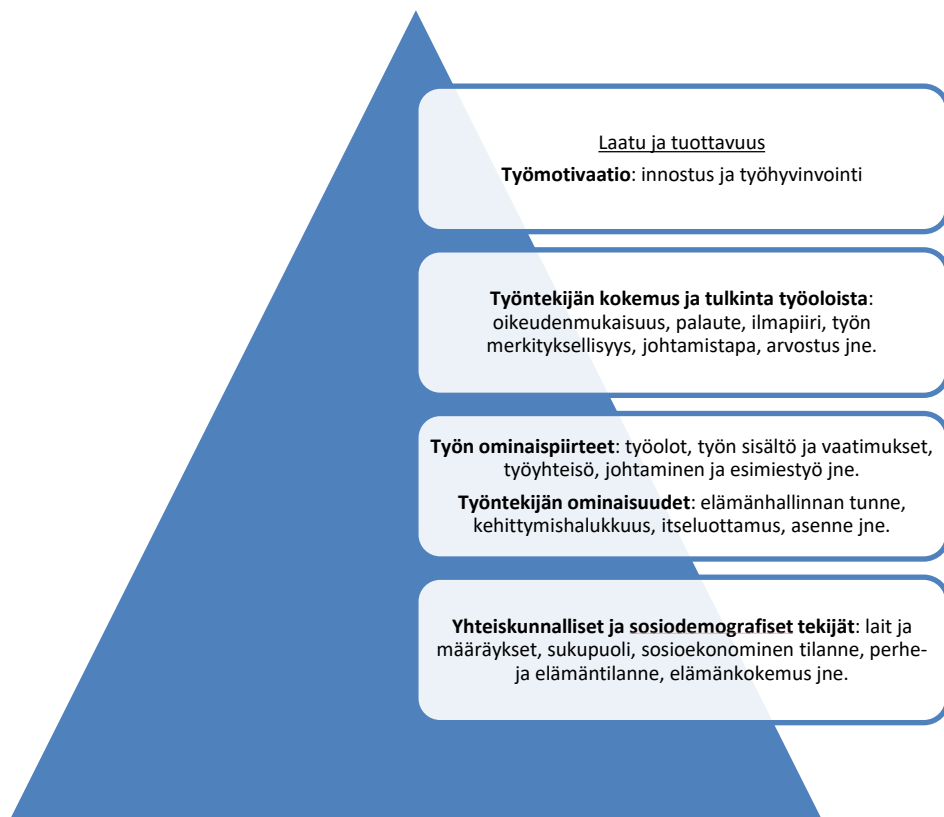 Laatu ja tuottavuus
Työmotivaatio: innostus ja työhyvinvointi
Työntekijän kokemus ja tulkinta työoloista:
oikeudenmukaisuus, palaute, ilmapiiri, työn
merkityksellisyys, johtamistapa, arvostus jne.
Työn ominaispiirteet: työolot, työn sisältö ja vaatimukset,
työyhteisö, johtaminen ja esimiestyö jne.
Työntekijän ominaisuudet: elämänhallinnan tunne,
kehittymishalukkuus, itseluottamus, asenne jne.
Yhteiskunnalliset ja sosiodemografiset tekijät: lait ja
määräykset, sukupuoli, sosioekonominen tilanne, perhe-
ja elämäntilanne, elämänkokemus jne.